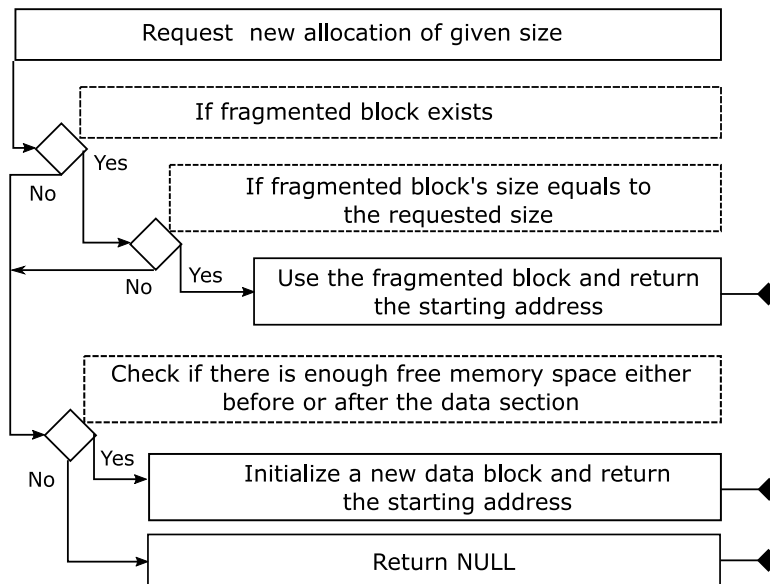 Request new allocation of given size
If fragmented block exists
Yes
No
If fragmented block's size equals to
the requested size
Yes
No
Use the fragmented block and return
the starting address
Check if there is enough free memory space either
before or after the data section
Yes
No
Initialize a new data block and return
the starting address
Return NULL